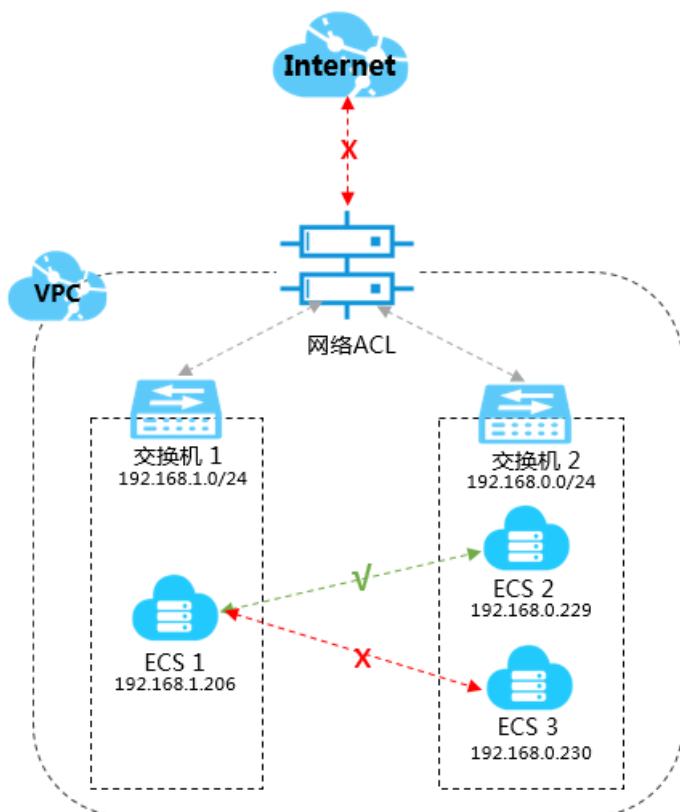 Internet
X
VPC
网络ACL
交换机 1
192.168.1.0/24
交换机 2
192.168.0.0/24
√
ECS 2
192.168.0.229
ECS 1
192.168.1.206
X
ECS 3
192.168.0.230